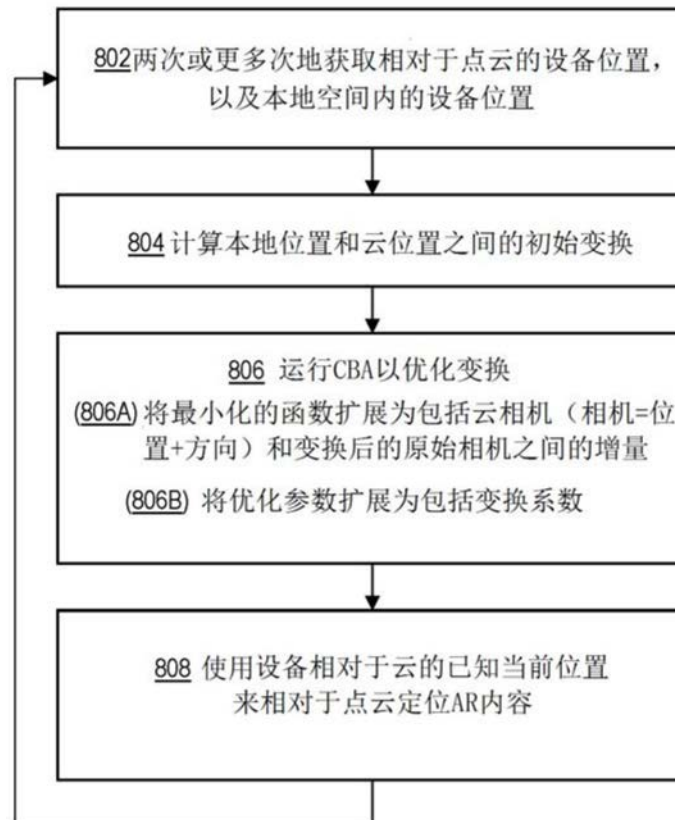 802两次或更多次地获取相对于点云的设备位置，
以及本地空间内的设备位置
804 计算本地位置和云位置之间的初始变换
806 运行CBA以优化变换
(806A) 将最小化的函数扩展为包括云相机（相机=位
置+方向）和变换后的原始相机之间的增量
(806B) 将优化参数扩展为包括变换系数
808 使用设备相对于云的已知当前位置
来相对于点云定位AR内容